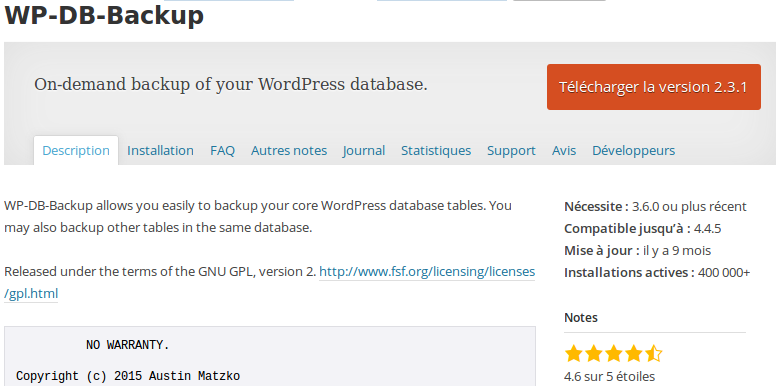 WP-DB-Backup
On-demand backup of your WordPress database.
Télécharger la version 2.3.1
Description Installation FAQ Autres notes Journal Statistiques Support Avis Développeurs
WP-DB-Backup allows you easily to backup your core WordPress database tables. You
may also backup other tables in the same database.
Released under the terms of the GNU GPL, version 2. http://www.fsf.org/licensing/licenses
/gpl.html
NO WARRANTY.
Copyright (c) 2015 Austin Matzko
Nécessite : 3.6.0 ou plus récent
Compatible jusqu’à : 4.4.5
Mise à jour : il y a 9 mois
Installations actives : 400 000+
Notes
4.6 sur 5 étoiles